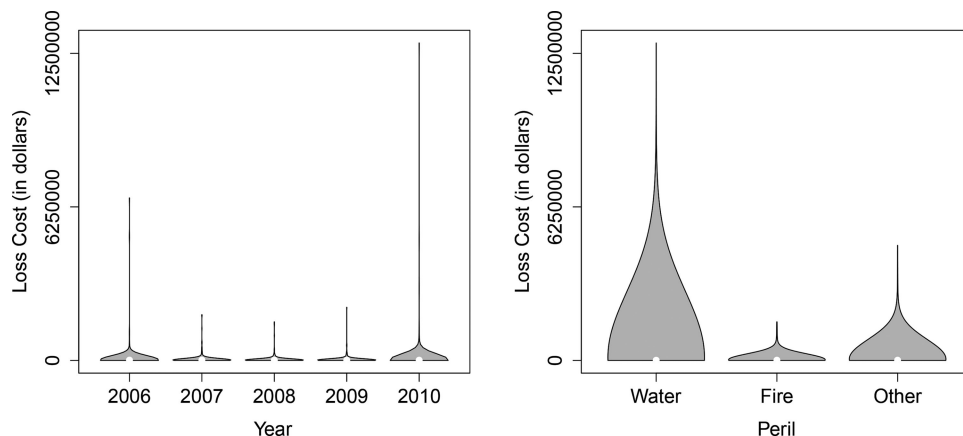 Loss Cost (in dollars)
12500000
6250000
0
2006 2007 2008 2009 2010
Year
Loss Cost (in dollars)
12500000
6250000
0
Water Fire Other
Peril